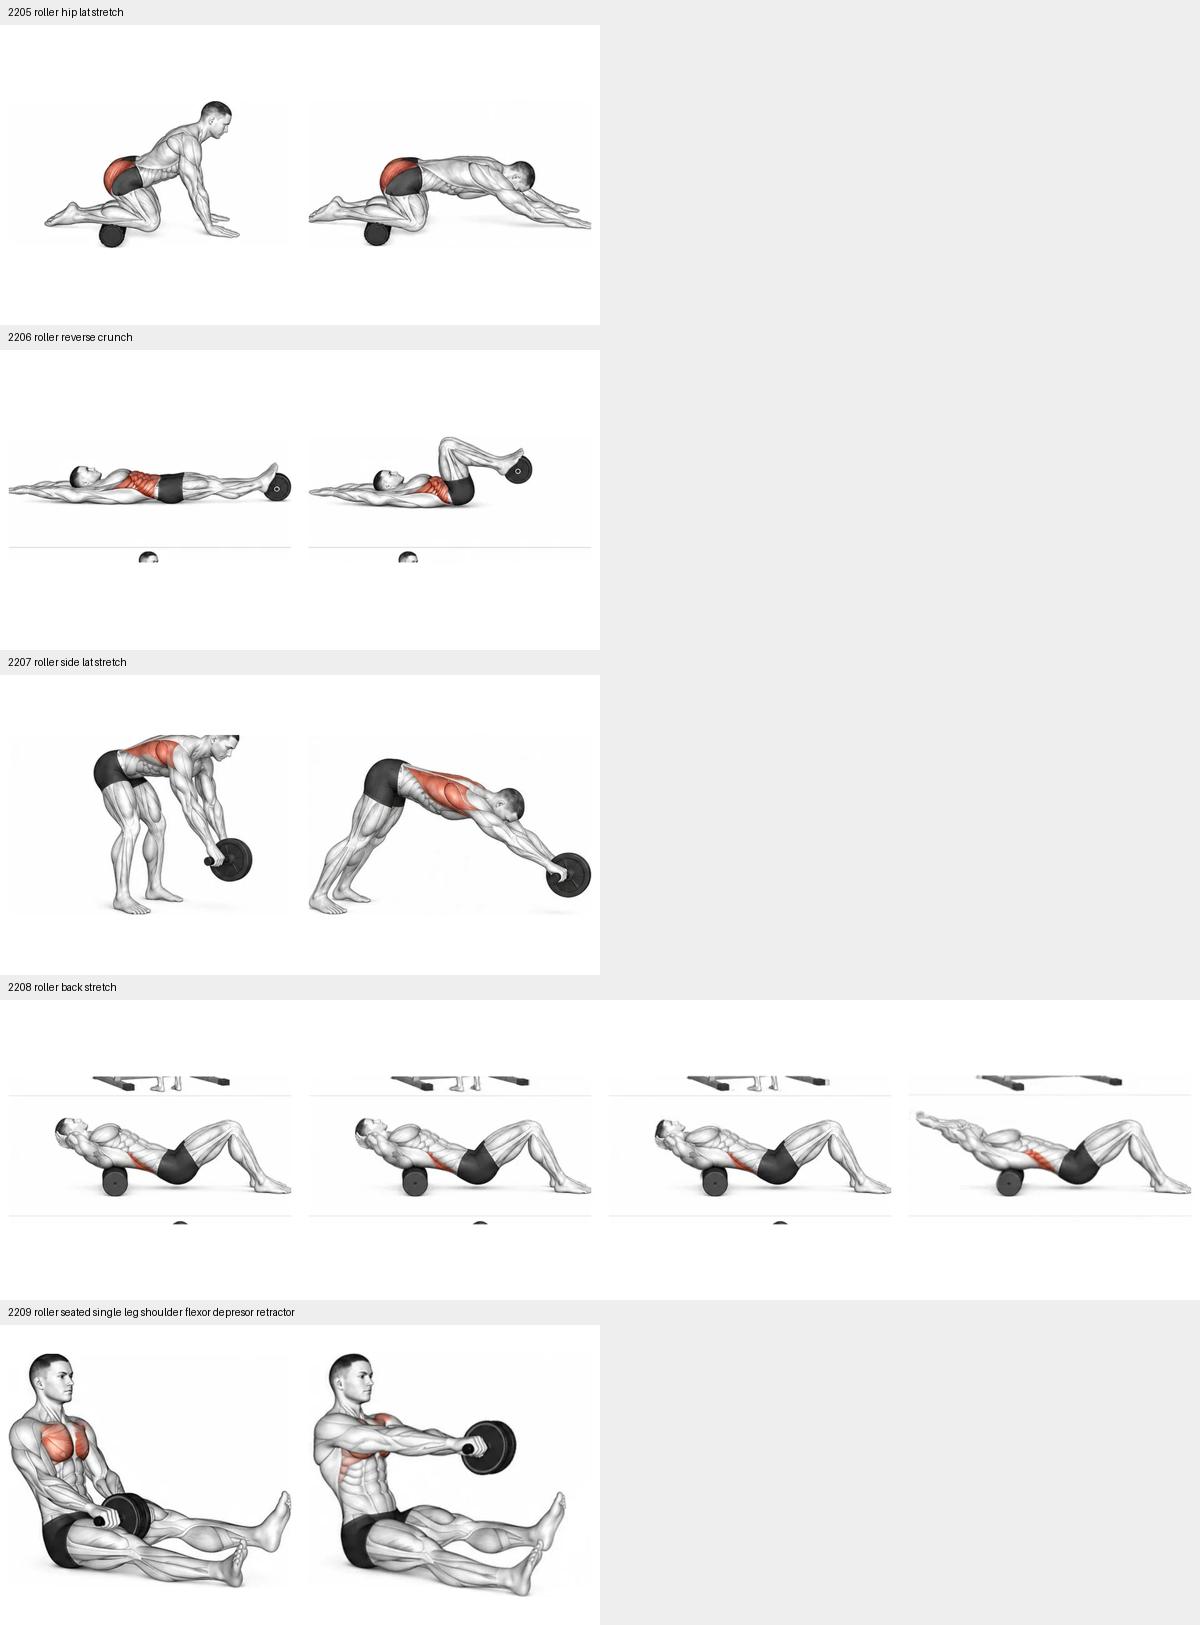 2205 roller hip lat stretch
2206 roller reverse crunch
2207 roller side lat stretch
2208 roller back stretch
2209 roller seated single leg shoulder flexor depresor retractor